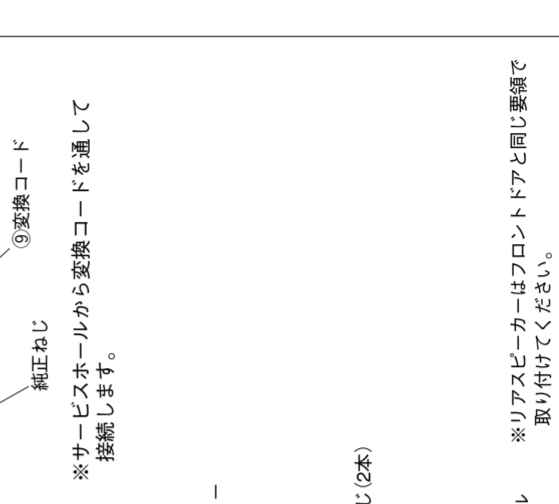 ⑨変換コード
純正ねじ
※サービスホールから変換コードを通して
接続します。
じ(2本)
※リアスピーカーはフロントドアと同じ要領で
取り付けてください。